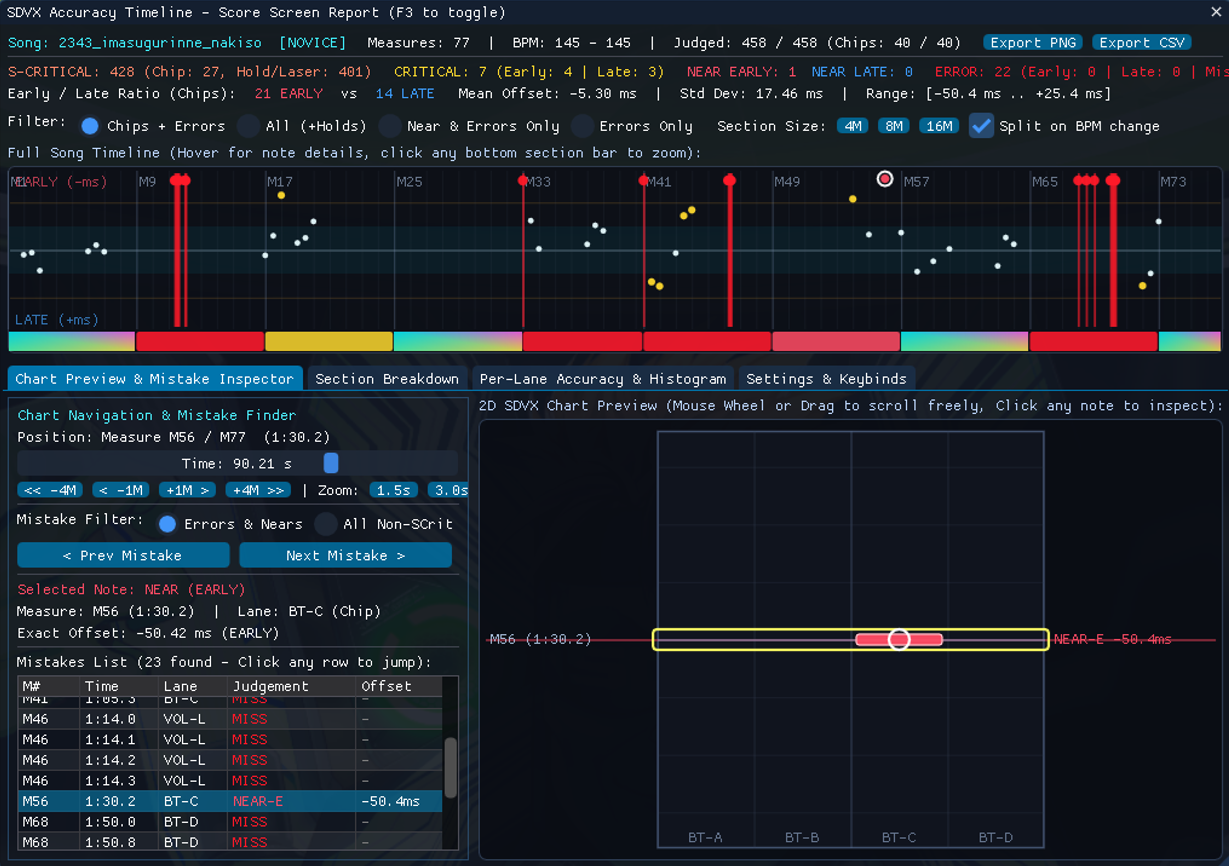 SDVX Accuracy Timeline - Score Screen Report (F3 to toggle)
Song: 2343_imasugurinne_nakiso [NOVICE] Measures: 77 | BPM: 145 - 145 | Judged: 458 / 458 (Chips: 40 / 40) Export PNG Export CSV
S-CRITICAL: 428 (Chip: 27, Hold/Laser: 401) CRITICAL: 7 (Early: 4 | Late: 3) NEAR EARLY: 1 NEAR LATE: 0 ERROR: 22 (Early: 0 | Late: 0 | Mis
Early / Late Ratio (Chips): 21 EARLY vs 14 LATE Mean Offset: -5.30 ms | Std Dev: 17.46 ms | Range: [-50.4 ms .. +25.4 ms]
Filter: Chips + Errors All (+Holds) Near & Errors Only Errors Only Section Size: 4M 8M 16M Split on BPM change
Full Song Timeline (Hover for note details, click any bottom section bar to zoom):
EARLY (-ms) M9 M17 M25 M33 M41 M49 M57 M65 M73
LATE (+ms)
Chart Preview & Mistake Inspector Section Breakdown Per-Lane Accuracy & Histogram Settings & Keybinds
Chart Navigation & Mistake Finder
Position: Measure M56 / M77 (1:30.2)
Time: 90.21 s
<< -4M < -1M +1M > +4M >> | Zoom: 1.5s 3.0s
Mistake Filter: Errors & Nears All Non-SCrit
< Prev Mistake Next Mistake >
Selected Note: NEAR (EARLY)
Measure: M56 (1:30.2) | Lane: BT-C (Chip)
Exact Offset: -50.42 ms (EARLY)
Mistakes List (23 found - Click any row to jump):
M# Time Lane Judgement Offset
M41 1:05.3 BT-C MISS -
M46 1:14.0 VOL-L MISS -
M46 1:14.1 VOL-L MISS -
M46 1:14.2 VOL-L MISS -
M46 1:14.3 VOL-L MISS -
M56 1:30.2 BT-C NEAR-E -50.4ms
M68 1:50.0 BT-D MISS -
M68 1:50.8 BT-D MISS -
2D SDVX Chart Preview (Mouse Wheel or Drag to scroll freely, Click any note to inspect):
M56 (1:30.2) NEAR-E -50.4ms
BT-A BT-B BT-C BT-D